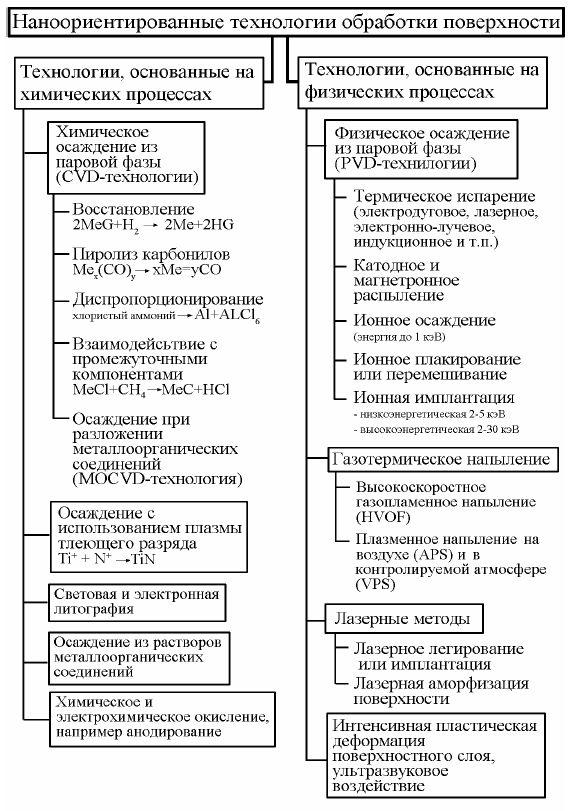 Наноориентированные технологии обработки поверхности
Технологии, основанные на
химических процессах
Химическое
осаждение из
паровой фазы
(CVD-технологии)
Восстановление
2MeG+H₂ → 2Me+2HG
Пиролиз карбонилов
Meₓ(CO)ᵧ→xMe=yCO
Диспропорционирование
хлористый аммоний→Al+ALCl₆
Взаимодейсьтвие с
промежуточными
компонентами
MeCl+CH₄→MeC+HCl
Осаждение при
разложении
металлоорганических
соединений
(MOCVD-технология)
Осаждение с
использованием плазмы
тлеющего разряда
Ti⁺ + N⁺ →TiN
Световая и электронная
литография
Осаждение из растворов
металлоорганических
соединений
Химическое и
электрохимическое окисление,
например анодирование
Технологии, основанные на
физических процессах
Физическое осаждение
из паровой фазы
(PVD-технилогии)
Термическое испарение
(электродуговое, лазерное,
электронно-лучевое,
индукционное и т.п.)
Катодное и
магнетронное
распыление
Ионное осаждение
(энергия до 1 кэВ)
Ионное плакирование
или перемешивание
Ионная имплантация
- низкоэнергетическая 2-5 кэВ
- высокоэнергетическая 2-30 кэВ
Газотермическое напыление
Высокоскоростное
газопламенное напыление
(HVOF)
Плазменное напыление на
воздухе (APS) и в
контролируемой атмосфере
(VPS)
Лазерные методы
Лазерное легирование
или имплантация
Лазерная аморфизация
поверхности
Интенсивная пластическая
деформация
поверхностного слоя,
ультразвуковое
воздействие